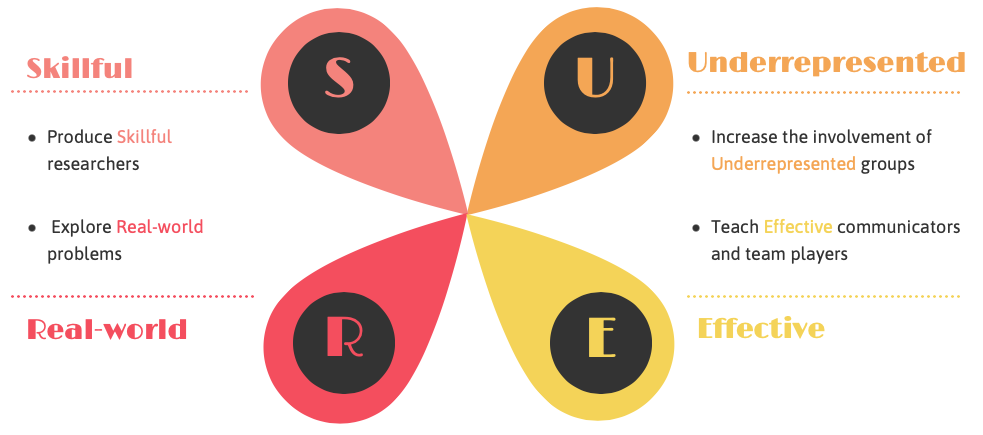 Skillful
• Produce Skillful
researchers
• Explore Real-world
problems
Real-world
S
U
R
E
Underrepresented
• Increase the involvement of
Underrepresented groups
• Teach Effective communicators
and team players
Effective